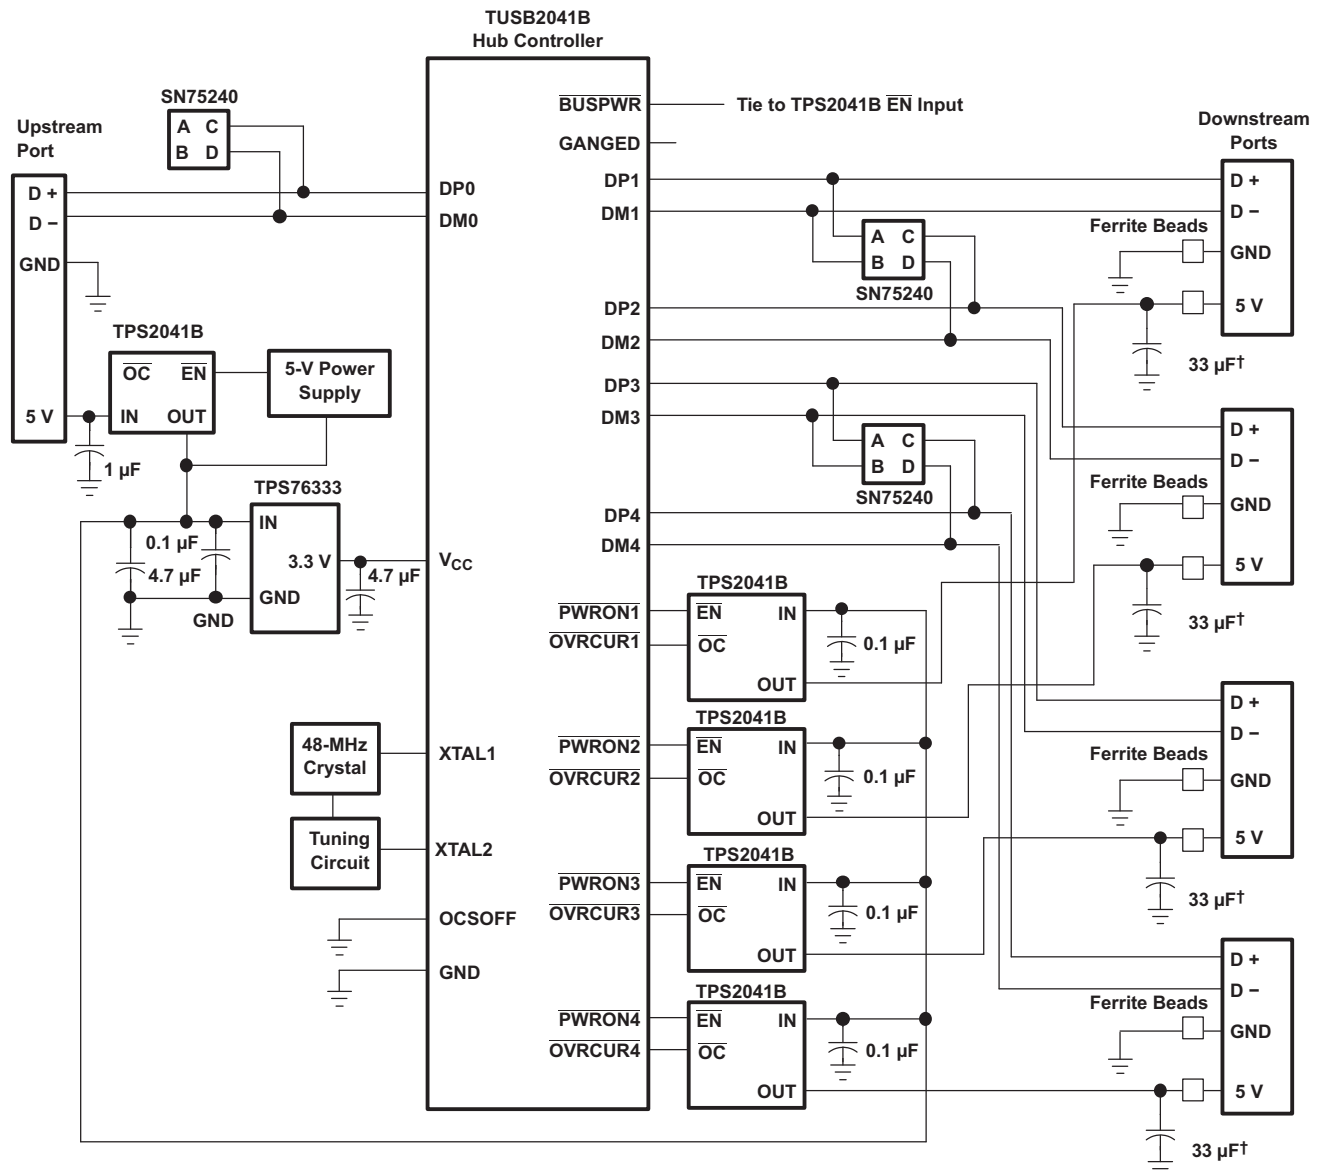 TUSB2041B
Hub Controller
SN75240
A C
B D
Upstream
Port
D +
D −
GND
5 V
DP0
DM0
BUSPWR
Tie to TPS2041B EN Input
GANGED
DP1
DM1
Downstream
Ports
D +
D −
Ferrite Beads
GND
5 V
33 µF†
A C
B D
SN75240
DP2
DM2
DP3
DM3
TPS2041B
OC EN
IN OUT
5-V Power
Supply
1 µF
A C
B D
SN75240
D +
D −
Ferrite Beads
GND
5 V
33 µF†
DP4
DM4
TPS76333
IN
3.3 V
GND
0.1 µF
4.7 µF
GND
4.7 µF
VCC
PWRON1
OVRCUR1
TPS2041B
EN IN
OC
OUT
0.1 µF
PWRON2
OVRCUR2
TPS2041B
EN IN
OC
OUT
0.1 µF
D +
D −
Ferrite Beads
GND
5 V
33 µF†
48-MHz
Crystal
XTAL1
Tuning
Circuit
XTAL2
PWRON3
OVRCUR3
TPS2041B
EN IN
OC
OUT
0.1 µF
OCSOFF
GND
PWRON4
OVRCUR4
TPS2041B
EN IN
OC
OUT
0.1 µF
D +
D −
Ferrite Beads
GND
5 V
33 µF†